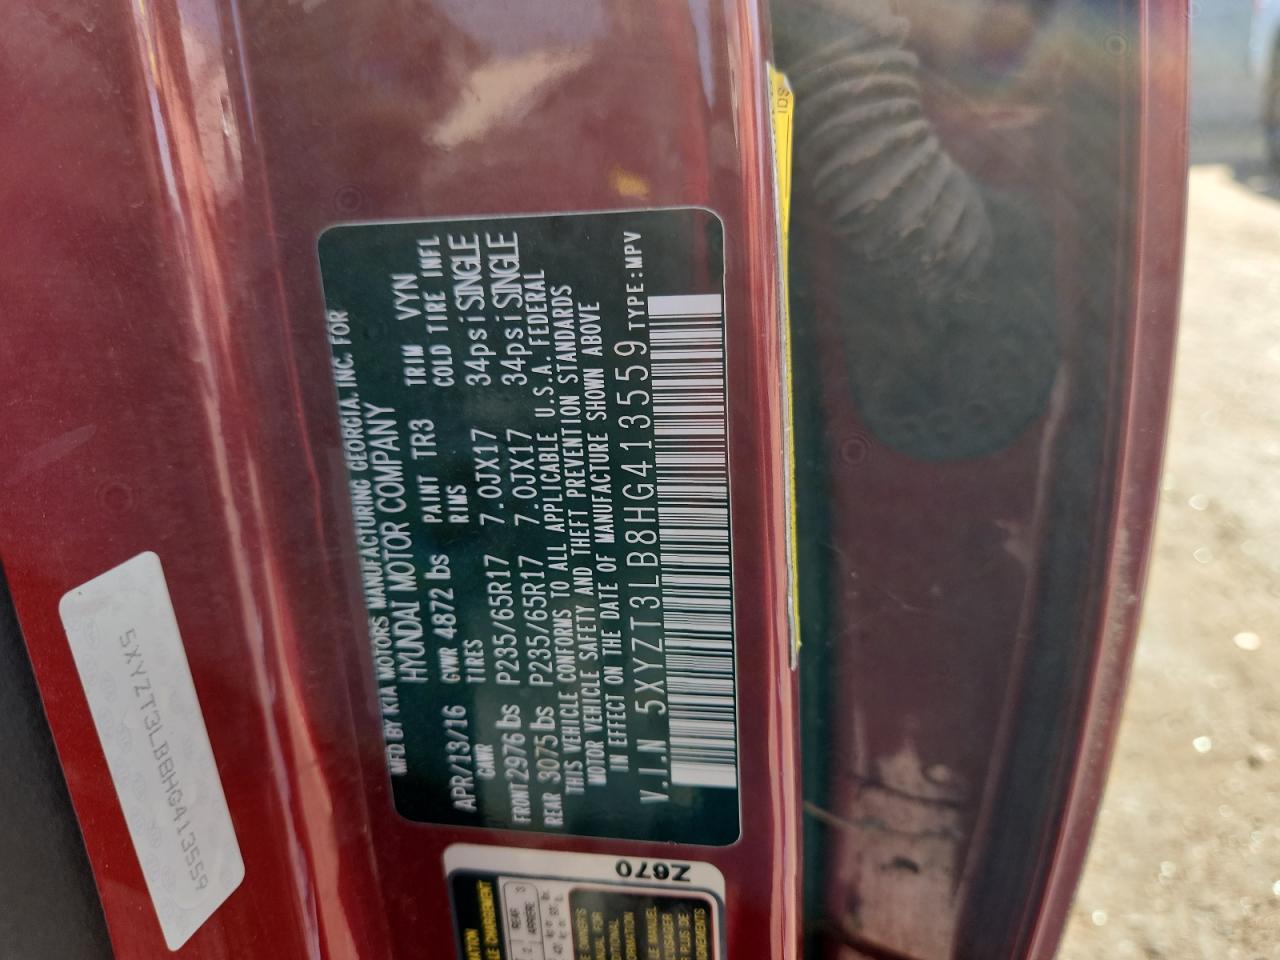 MFD.BY KIA MOTORS MANUFACTURING GEORGIA.INC. FOR
HYUNDAI MOTOR COMPANY
APR/13/16 GVWR 4872 lbs PAINT TR3 TRIM VYN
GAWR TIRES RIMS COLD TIRE INFL
FRONT 2976 lbs P235/65R17 7.0JX17 34psi SINGLE
REAR 3075 lbs P235/65R17 7.0JX17 34psi SINGLE
THIS VEHICLE CONFORMS TO ALL APPLICABLE U.S.A. FEDERAL
MOTOR VEHICLE SAFETY AND THEFT PREVENTION STANDARDS
IN EFFECT ON THE DATE OF MANUFACTURE SHOWN ABOVE
V.I.N 5XYZT3LB8HG413559 TYPE:MPV
5XYZT3LB8HG413559
Z670
REAR
ARRIERE